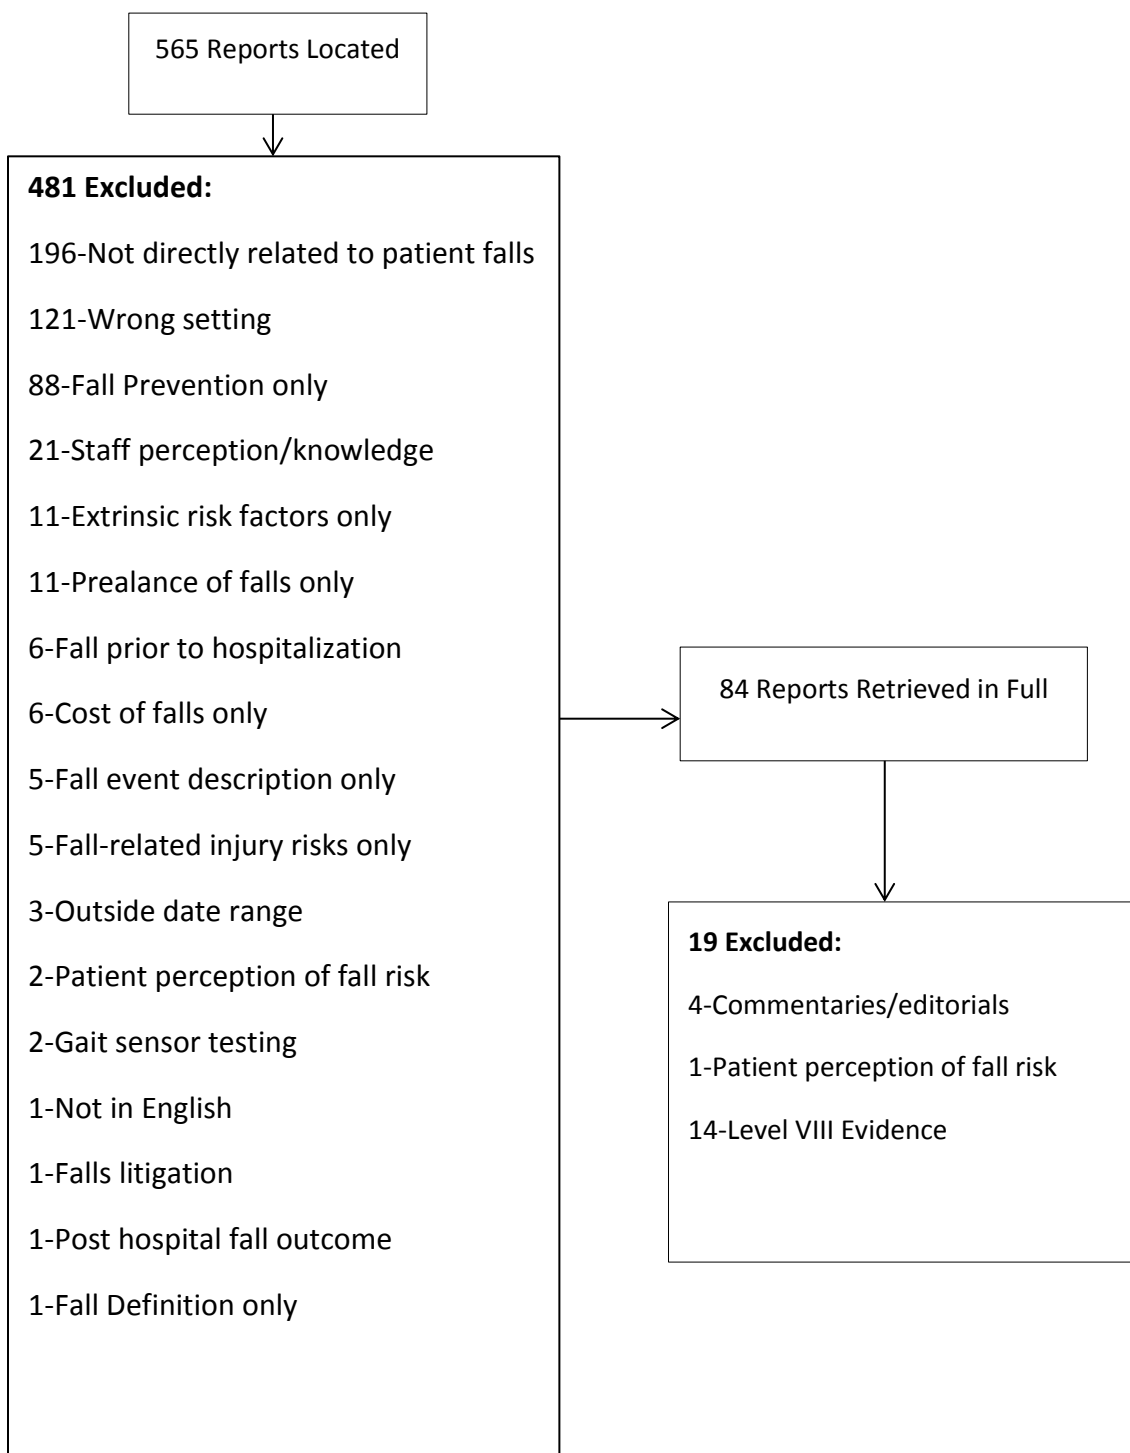 565 Reports Located
481 Excluded:
196-Not directly related to patient falls
121-Wrong setting
88-Fall Prevention only
21-Staff perception/knowledge
11-Extrinsic risk factors only
11-Prealance of falls only
6-Fall prior to hospitalization
6-Cost of falls only
5-Fall event description only
5-Fall-related injury risks only
3-Outside date range
2-Patient perception of fall risk
2-Gait sensor testing
1-Not in English
1-Falls litigation
1-Post hospital fall outcome
1-Fall Definition only
84 Reports Retrieved in Full
19 Excluded:
4-Commentaries/editorials
1-Patient perception of fall risk
14-Level VIII Evidence